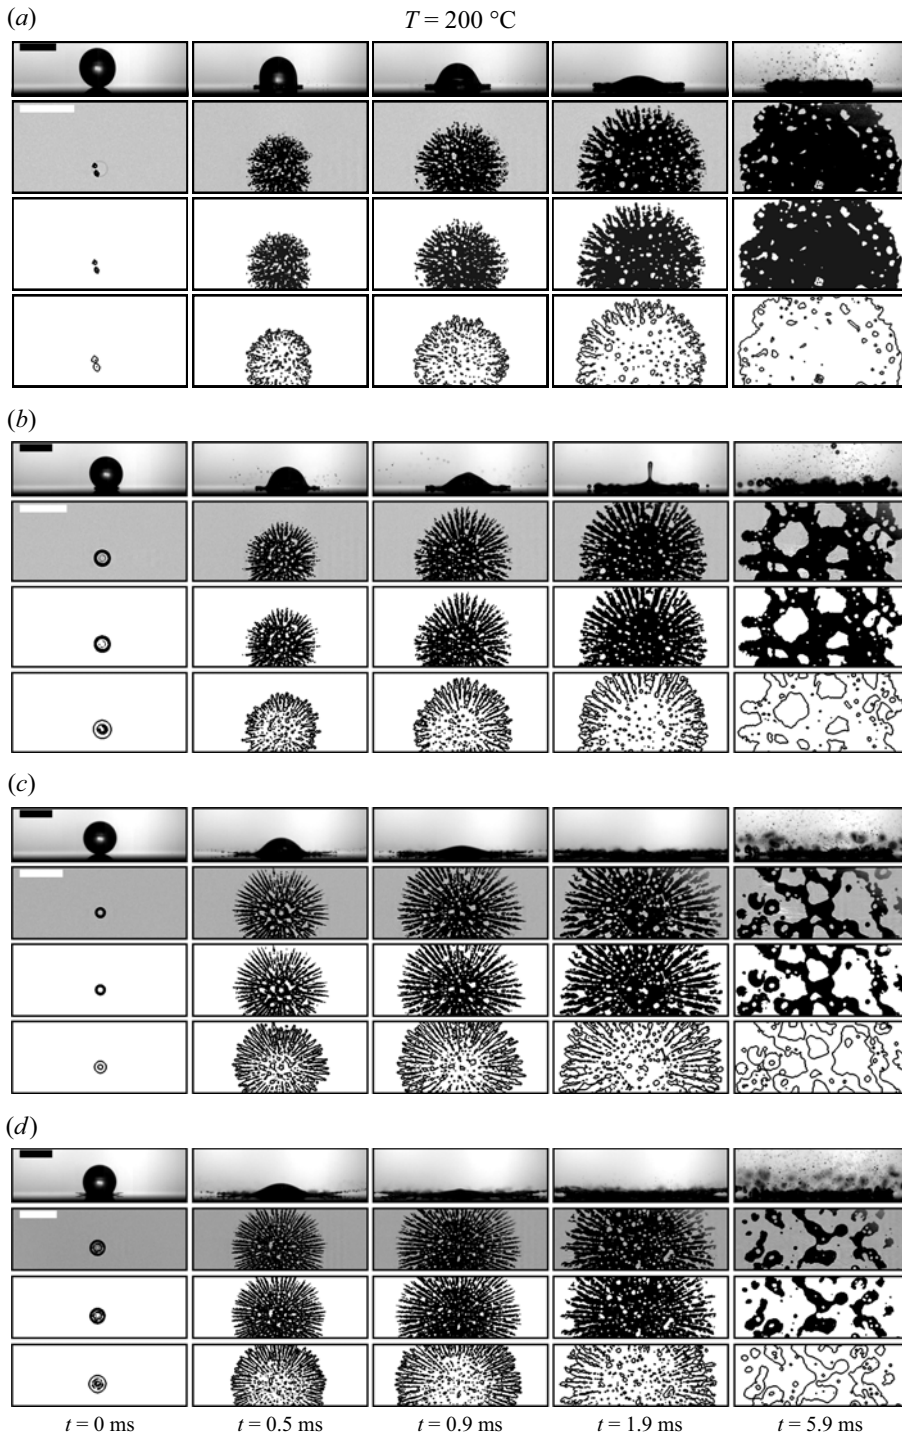 (a)
T = 200 °C
(b)
(c)
(d)
t = 0 ms
t = 0.5 ms
t = 0.9 ms
t = 1.9 ms
t = 5.9 ms